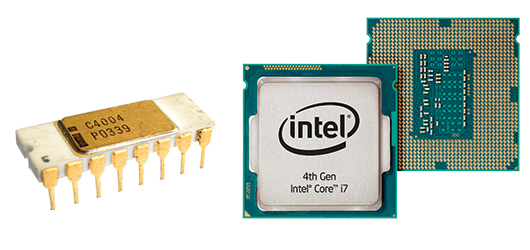 C4004
P0339
intel
4th Gen
Intel® Core™ i7